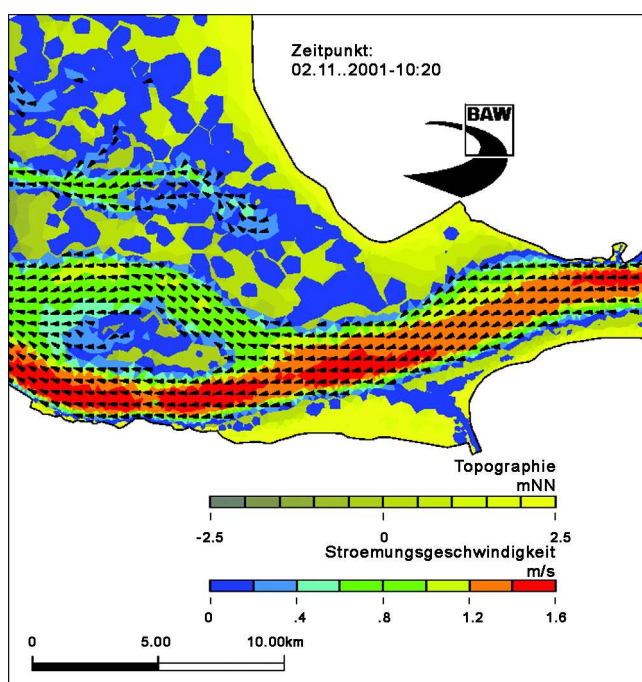 Zeitpunkt:
02.11..2001-10:20
BAW
Topographie
mNN
-2.5 0 2.5
Stroemungsgeschwindigkeit
m/s
0 .4 .8 1.2 1.6
0 5.00 10.00km